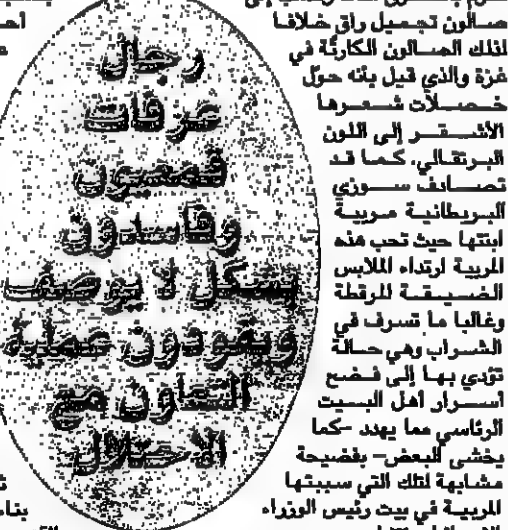 صالون تجميل راق خلافا
لذلك الصالون الكارثة في
غزة والذي قيل بأنه حول
خصلات شعرها
الأشقر إلى اللون
البرتقالي. كما قد
تصادف سوزي
البريطانية مربية
ابنتها حيث تحب هذه
المربية ارتداء الملابس
الضيقة المرقطة
وغالبا ما تسرف في
الشراب وهي حالة
تؤدي بها إلى فضح
أسرار أهل البيت
الرئاسي مما يهدد -كما
يخشى البعض- بفضيحة
مشابهة لتلك التي سببتها
المربية في بيت رئيس الوزراء
رجال
عرفات
قمعيون
وفاسدون
بشكل لا يوصف
ويقودون عملية
التعاون مع
الاحتلال